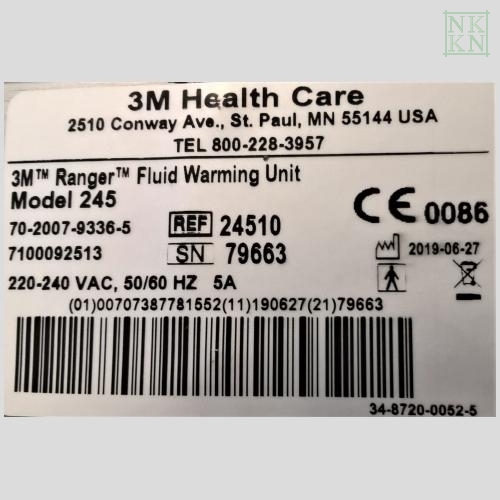 NK
KN
3M Health Care
2510 Conway Ave., St. Paul, MN 55144 USA
TEL 800-228-3957
3M™ Ranger™ Fluid Warming Unit
Model 245
70-2007-9336-5 REF 24510
7100092513 SN 79663
CE 0086
2019-06-27
220-240 VAC, 50/60 HZ 5A
(01)00707387781552(11)190627(21)79663
34-8720-0052-5